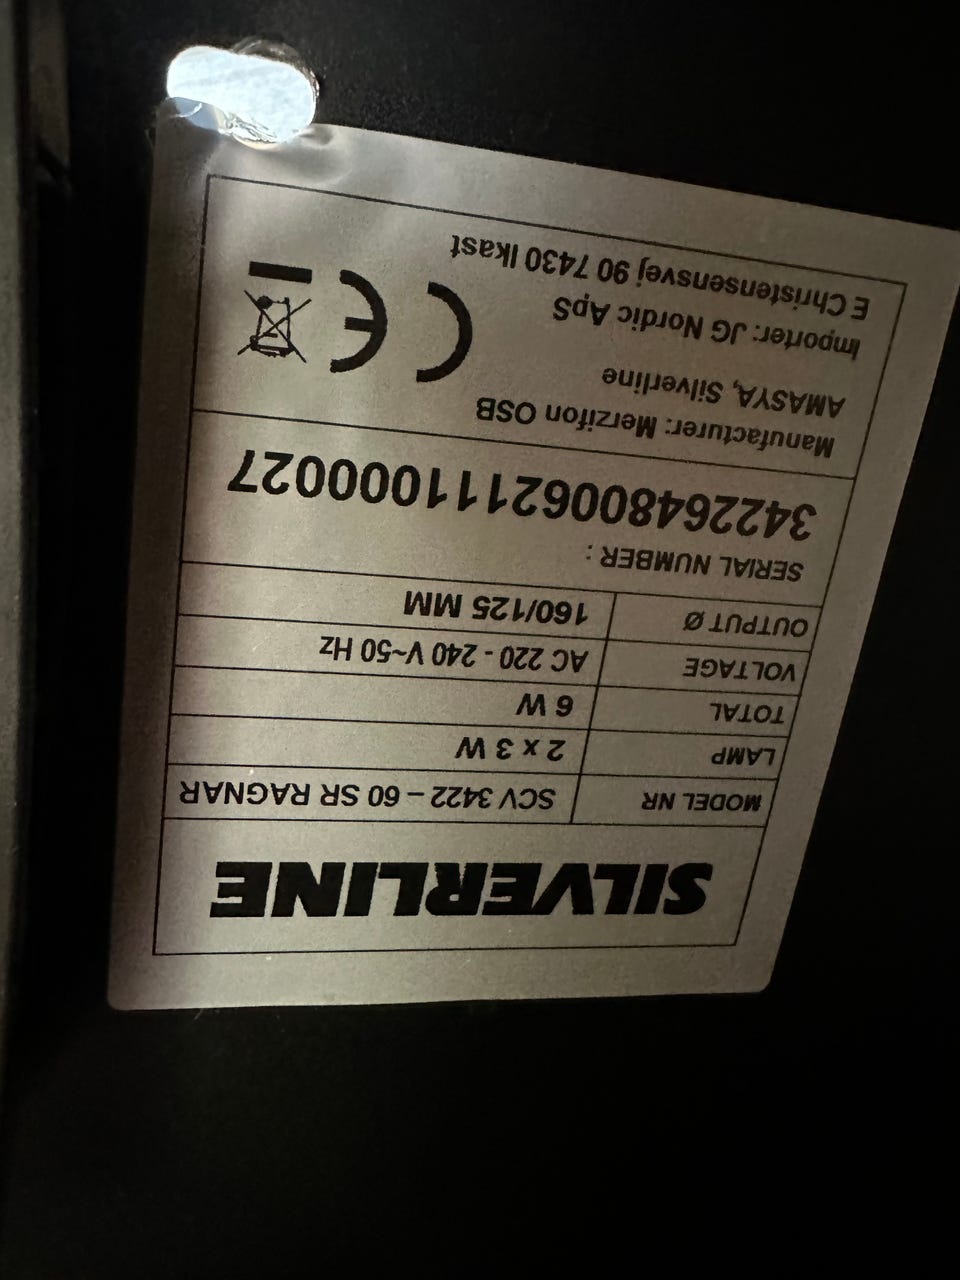 SILVERLINE
MODEL NR SCV 3422 – 60 SR RAGNAR
LAMP 2 x 3 W
TOTAL 6 W
VOLTAGE AC 220 - 240 V~50 Hz
OUTPUT Ø 160/125 MM
SERIAL NUMBER :
34226480062111000027
Manufacturer: Merzifon OSB
AMASYA, Silverline
Importer: JG Nordic ApS
E Christensensvej 90 7430 Ikast
CE